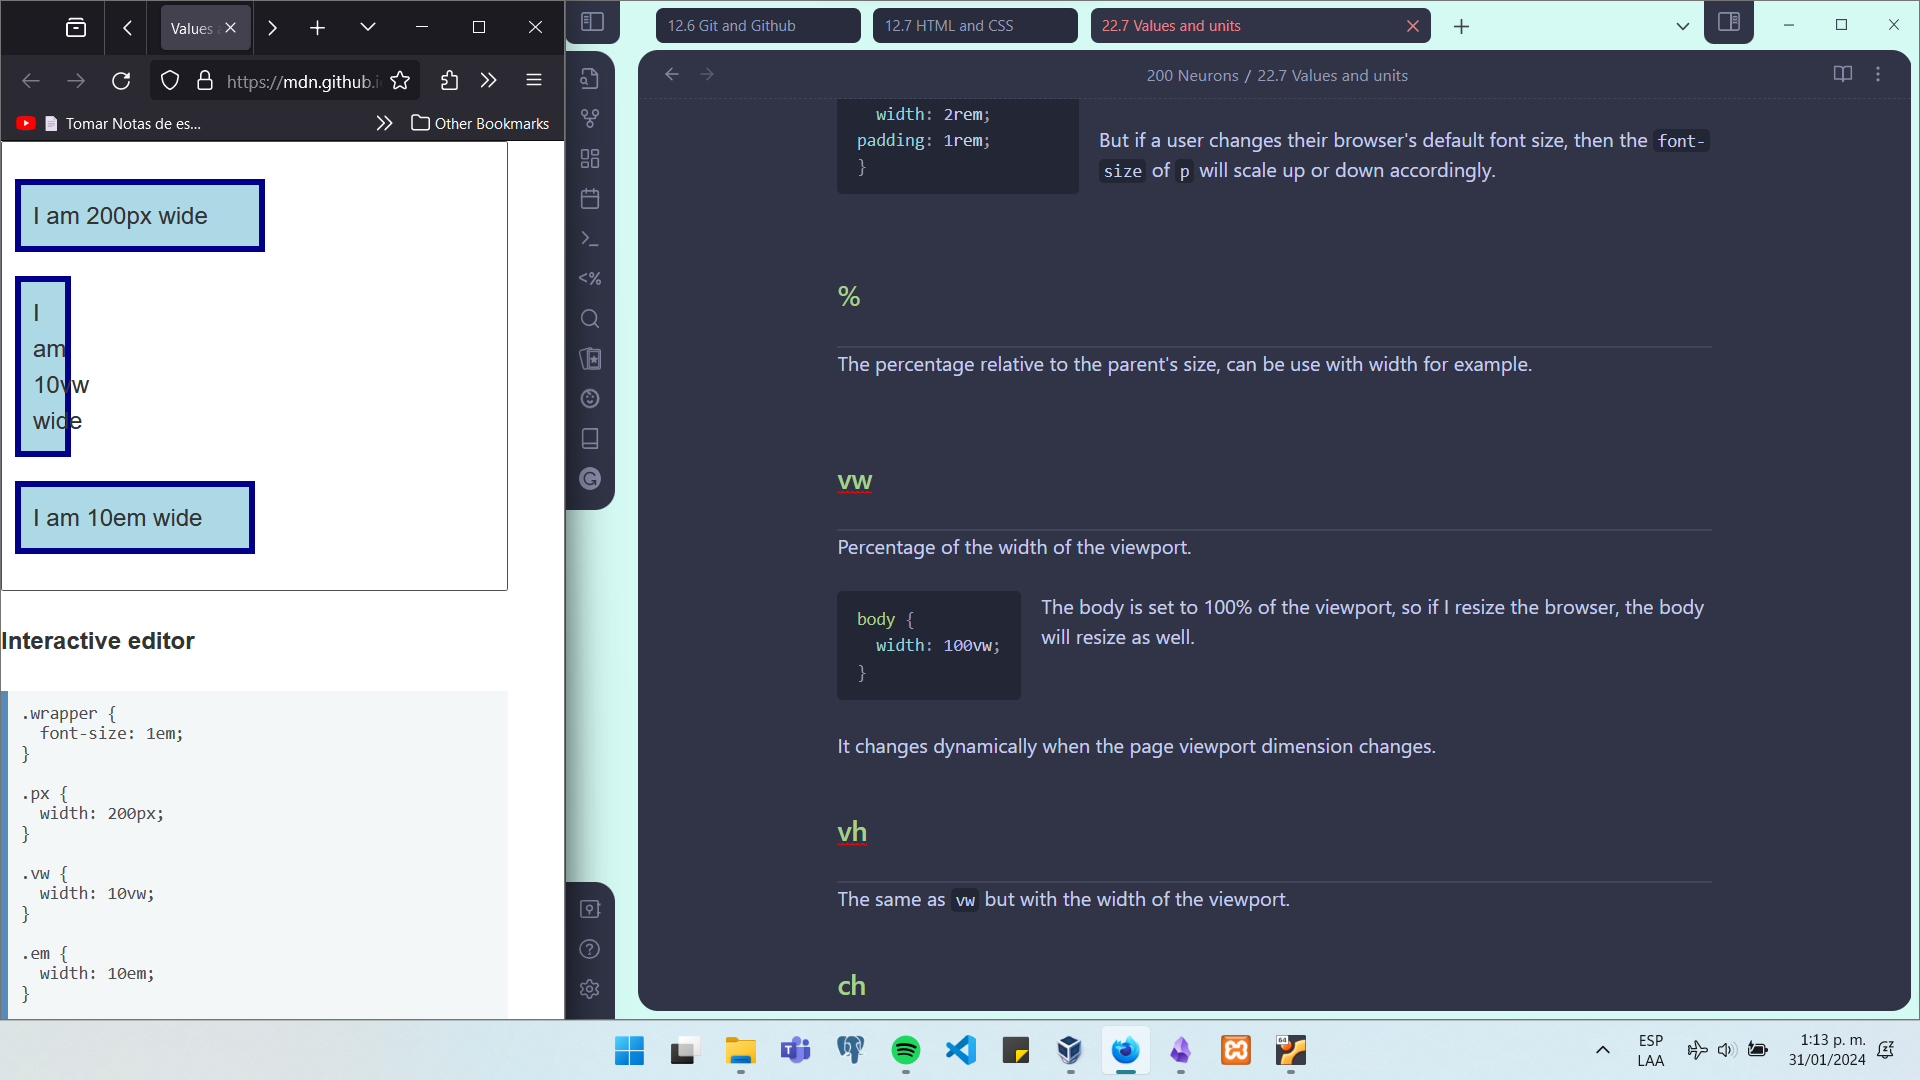 Values
https://mdn.github.i
Tomar Notas de es...
Other Bookmarks
I am 200px wide
I
am
10vw
wide
I am 10em wide
Interactive editor
.wrapper {
font-size: 1em;
}
.px {
width: 200px;
}
.vw {
width: 10vw;
}
.em {
width: 10em;
}
12.6 Git and Github
12.7 HTML and CSS
22.7 Values and units
200 Neurons / 22.7 Values and units
<%
width: 2rem;
padding: 1rem;
}
But if a user changes their browser's default font size, then the font-
size of p will scale up or down accordingly.
%
The percentage relative to the parent's size, can be use with width for example.
vw
Percentage of the width of the viewport.
body {
width: 100vw;
}
The body is set to 100% of the viewport, so if I resize the browser, the body
will resize as well.
It changes dynamically when the page viewport dimension changes.
vh
The same as vw but with the width of the viewport.
ch
64
ESP
LAA
1:13 p. m.
31/01/2024